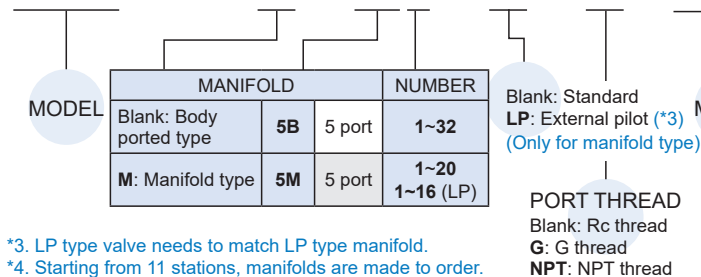 MODEL
MANIFOLD
NUMBER
Blank: Body
ported type
5B
5 port
1~32
M: Manifold type
5M
5 port
1~20
1~16 (LP)
Blank: Standard
LP: External pilot (*3)
(Only for manifold type)
PORT THREAD
Blank: Rc thread
G: G thread
NPT: NPT thread
*3. LP type valve needs to match LP type manifold.
*4. Starting from 11 stations, manifolds are made to order.